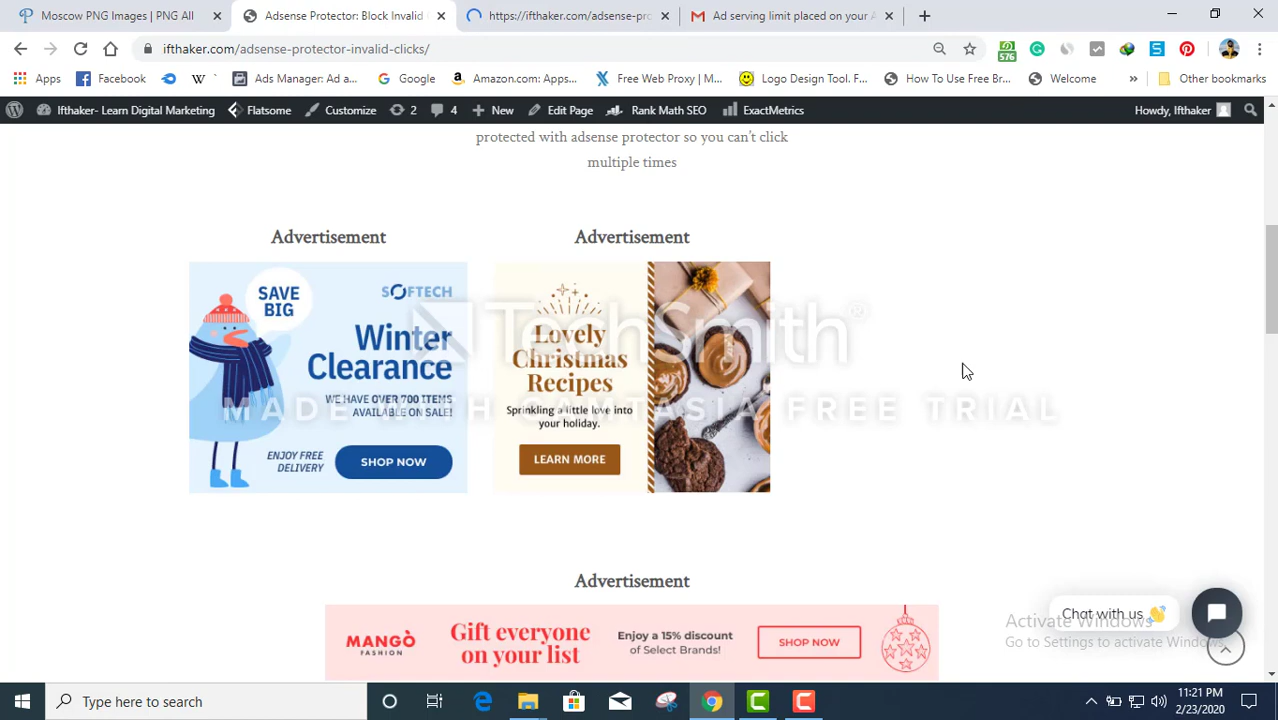 Moscow PNG Images | PNG All
Adsense Protector: Block Invalid
https://ifthaker.com/adsense-pro
Ad serving limit placed on your A
ifthaker.com/adsense-protector-invalid-clicks/
576
Apps
Facebook
Ads Manager: Ad a...
Google
Amazon.com: Apps...
Free Web Proxy | M...
Logo Design Tool. F...
How To Use Free Br...
Welcome
Other bookmarks
Ifthaker- Learn Digital Marketing
Flatsome
Customize
2
4
New
Edit Page
Rank Math SEO
ExactMetrics
Howdy, Ifthaker
protected with adsense protector so you can't click
multiple times
Advertisement
SAVE
BIG
SOFTECH
Winter
Clearance
WE HAVE OVER 700 ITEMS
AVAILABLE ON SALE!
ENJOY FREE
DELIVERY
SHOP NOW
Advertisement
Lovely
Christmas
Recipes
Sprinkling a little love into
your holiday.
LEARN MORE
TechSmith®
MADE WITH CAMTASIA FREE TRIAL
Advertisement
MANGÒ
FASHION
Gift everyone
on your list
Enjoy a 15% discount
of Select Brands!
SHOP NOW
Chat with us
Activate Windows
Go to Settings to activate Windows.
Type here to search
11:21 PM
2/23/2020